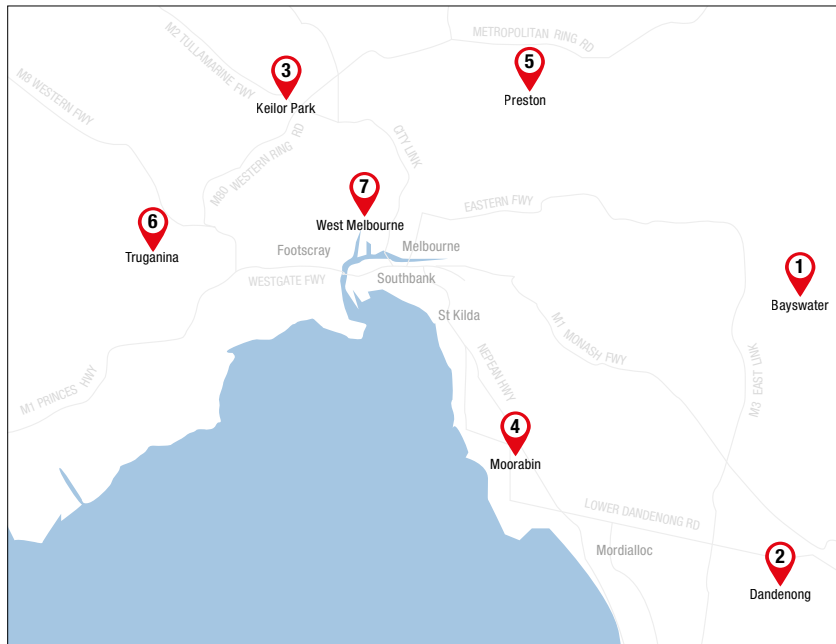 METROPOLITAN RING RD
M2 TULLAMARINE FWY
5
3
Preston
M8 WESTERN FWY
Keilor Park
M80 WESTERN RING RD
CITY LINK
7
EASTERN FWY
6
West Melbourne
Truganina
Footscray
Melbourne
1
WESTGATE FWY
Southbank
Bayswater
St Kilda
M1 MONASH FWY
NEPEAN HWY
M3 EAST LINK
M1 PRINCES HWY
4
Moorabin
LOWER DANDENONG RD
Mordialloc
2
Dandenong